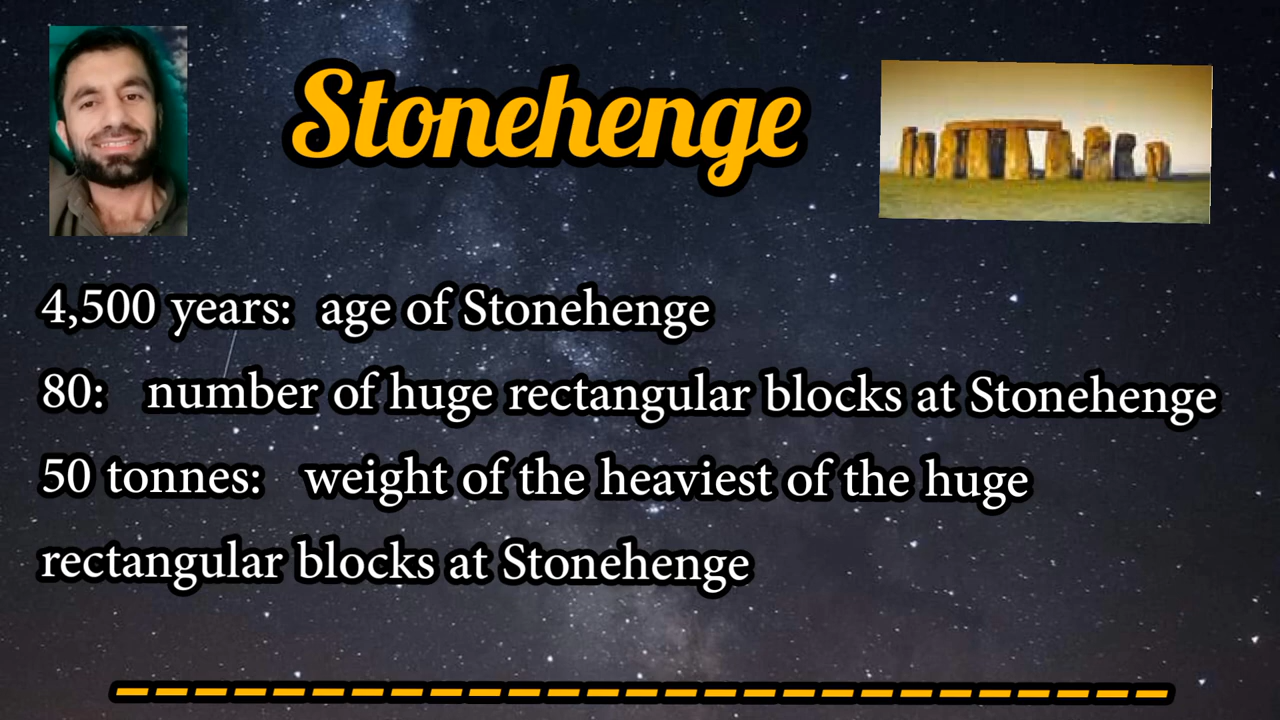 Stonehenge
4,500 years: age of Stonehenge
80: number of huge rectangular blocks at Stonehenge
50 tonnes: weight of the heaviest of the huge
rectangular blocks at Stonehenge